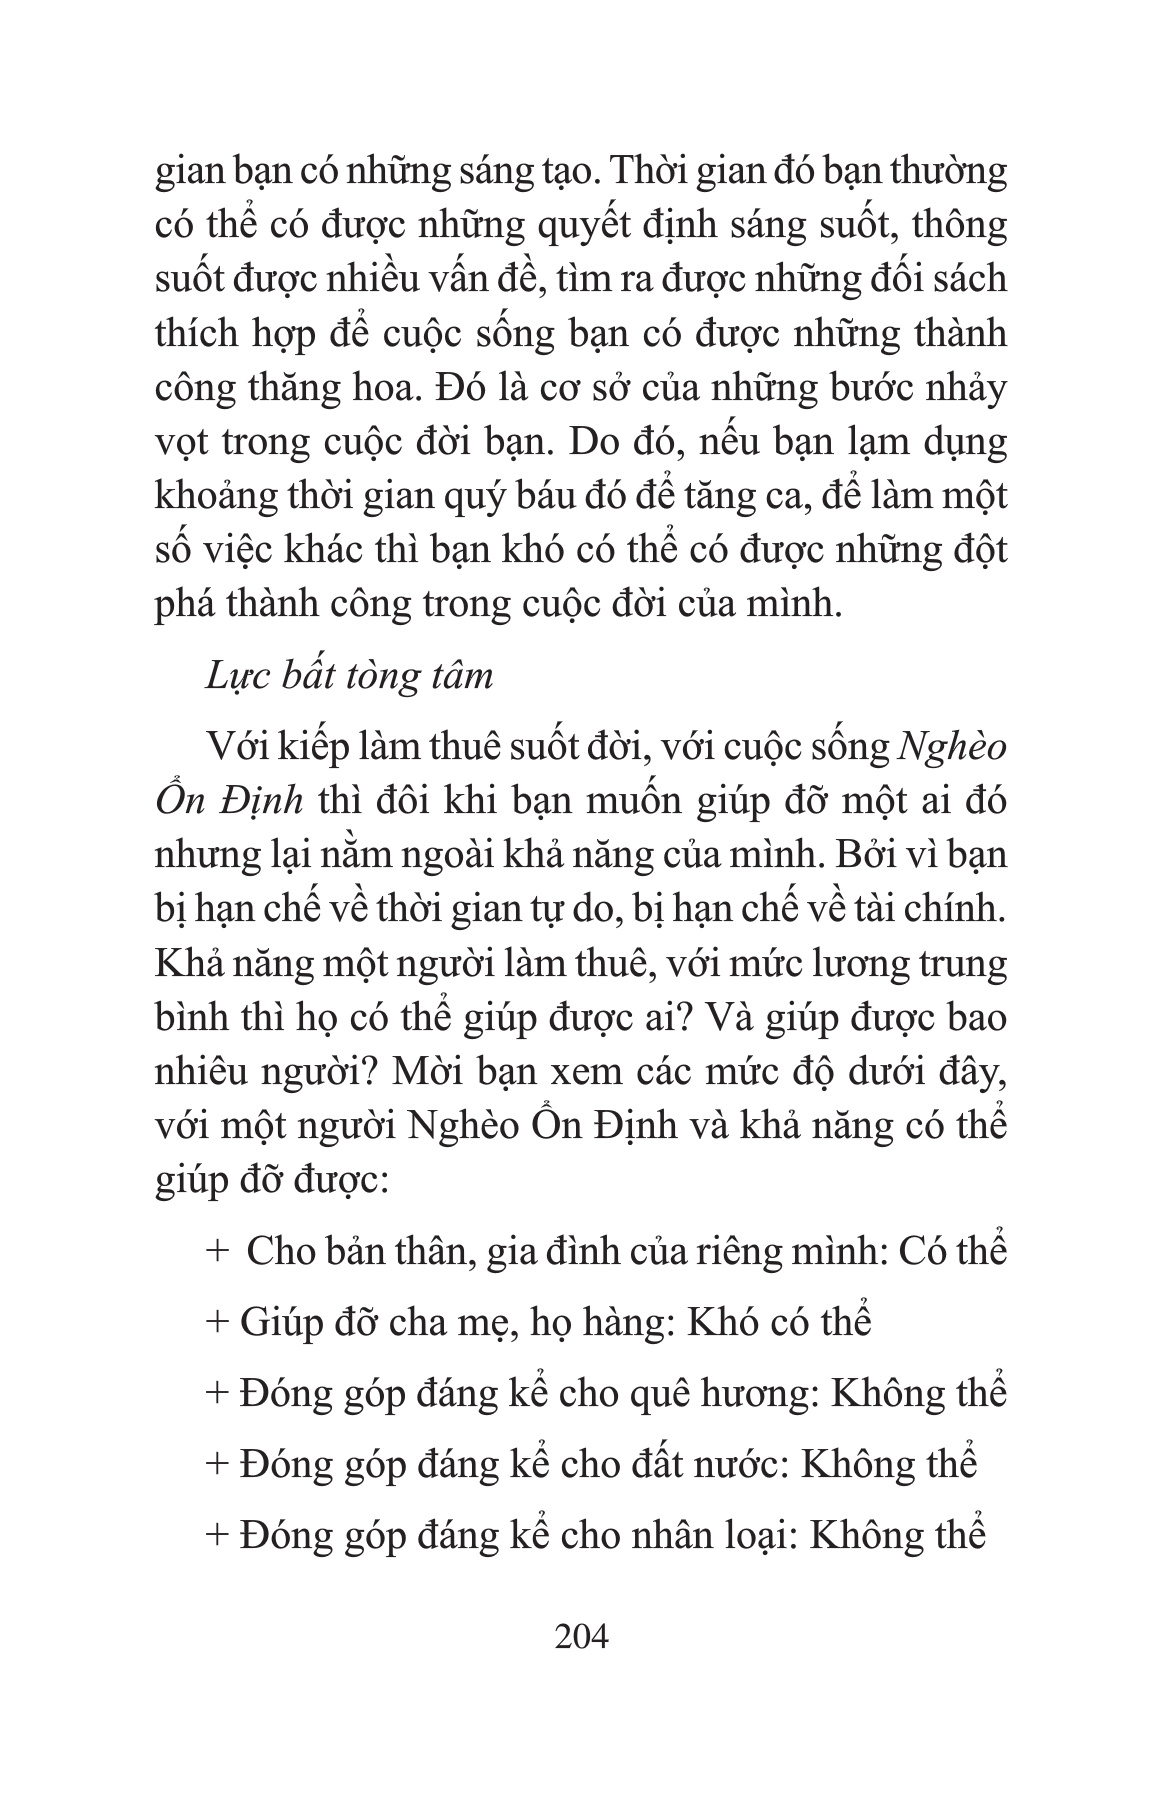 gian bạn có những sáng tạo. Thời gian đó bạn thường
có thể có được những quyết định sáng suốt, thông
suốt được nhiều vấn đề, tìm ra được những đối sách
thích hợp để cuộc sống bạn có được những thành
công thăng hoa. Đó là cơ sở của những bước nhảy
vọt trong cuộc đời bạn. Do đó, nếu bạn lạm dụng
khoảng thời gian quý báu đó để tăng ca, để làm một
số việc khác thì bạn khó có thể có được những đột
phá thành công trong cuộc đời của mình.
Lực bất tòng tâm
Với kiếp làm thuê suốt đời, với cuộc sống Nghèo
Ổn Định thì đôi khi bạn muốn giúp đỡ một ai đó
nhưng lại nằm ngoài khả năng của mình. Bởi vì bạn
bị hạn chế về thời gian tự do, bị hạn chế về tài chính.
Khả năng một người làm thuê, với mức lương trung
bình thì họ có thể giúp được ai? Và giúp được bao
nhiêu người? Mời bạn xem các mức độ dưới đây,
với một người Nghèo Ổn Định và khả năng có thể
giúp đỡ được:
+ Cho bản thân, gia đình của riêng mình: Có thể
+ Giúp đỡ cha mẹ, họ hàng: Khó có thể
+ Đóng góp đáng kể cho quê hương: Không thể
+ Đóng góp đáng kể cho đất nước: Không thể
+ Đóng góp đáng kể cho nhân loại: Không thể
204